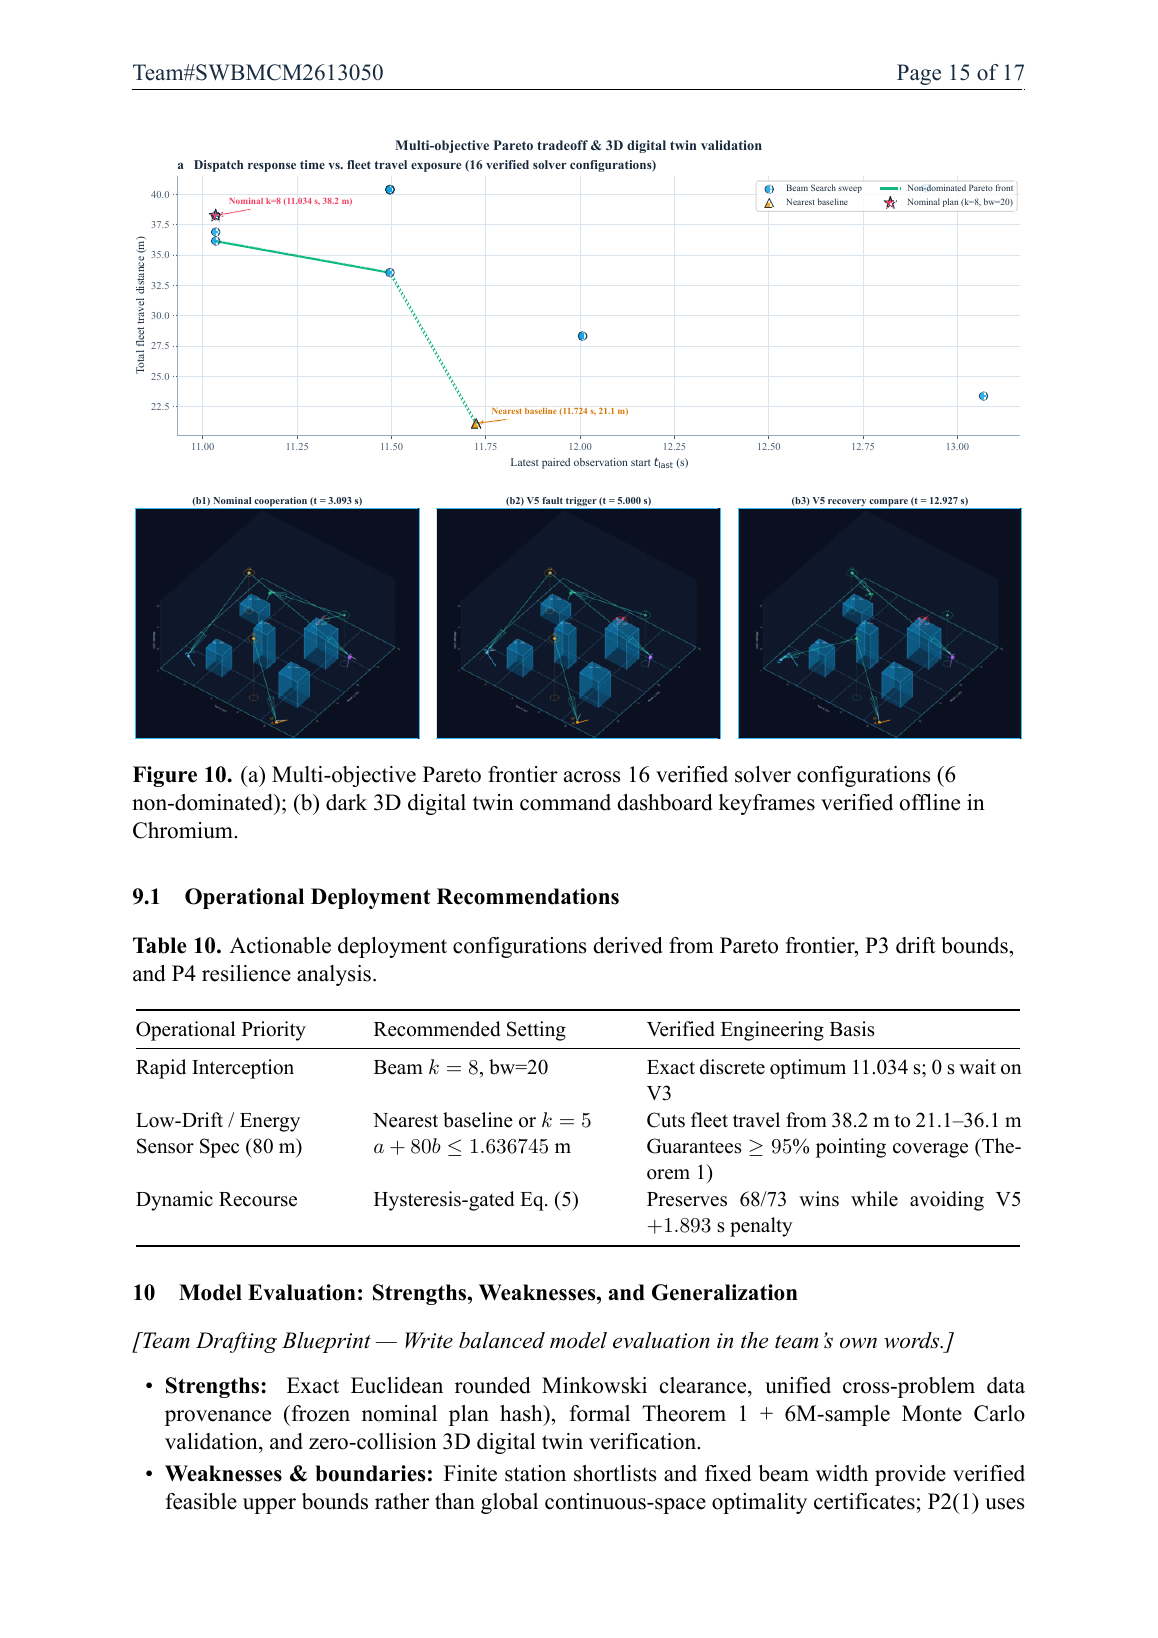 Team#SWBMCM2613050
Page 15 of 17
Multi-objective Pareto tradeoff & 3D digital twin validation
a Dispatch response time vs. fleet travel exposure (16 verified solver configurations)
Beam Search sweep
Non-dominated Pareto front
Nearest baseline
Nominal plan (k=8, bw=20)
Nominal k=8 (11.034 s, 38.2 m)
Nearest baseline (11.724 s, 21.1 m)
Total fleet travel distance (m)
40.0
37.5
35.0
32.5
30.0
27.5
25.0
22.5
11.00 11.25 11.50 11.75 12.00 12.25 12.50 12.75 13.00
Latest paired observation start t_last (s)
(b1) Nominal cooperation (t = 3.093 s)
(b2) V5 fault trigger (t = 5.000 s)
(b3) V5 recovery compare (t = 12.927 s)
Figure 10. (a) Multi-objective Pareto frontier across 16 verified solver configurations (6
non-dominated); (b) dark 3D digital twin command dashboard keyframes verified offline in
Chromium.
9.1 Operational Deployment Recommendations
Table 10. Actionable deployment configurations derived from Pareto frontier, P3 drift bounds,
and P4 resilience analysis.
Operational Priority Recommended Setting Verified Engineering Basis
Rapid Interception Beam k = 8, bw=20 Exact discrete optimum 11.034 s; 0 s wait on
V3
Low-Drift / Energy Nearest baseline or k = 5 Cuts fleet travel from 38.2 m to 21.1–36.1 m
Sensor Spec (80 m) a + 80b ≤ 1.636745 m Guarantees ≥ 95% pointing coverage (The-
orem 1)
Dynamic Recourse Hysteresis-gated Eq. (5) Preserves 68/73 wins while avoiding V5
+1.893 s penalty
10 Model Evaluation: Strengths, Weaknesses, and Generalization
[Team Drafting Blueprint — Write balanced model evaluation in the team's own words.]
• Strengths: Exact Euclidean rounded Minkowski clearance, unified cross-problem data
provenance (frozen nominal plan hash), formal Theorem 1 + 6M-sample Monte Carlo
validation, and zero-collision 3D digital twin verification.
• Weaknesses & boundaries: Finite station shortlists and fixed beam width provide verified
feasible upper bounds rather than global continuous-space optimality certificates; P2(1) uses